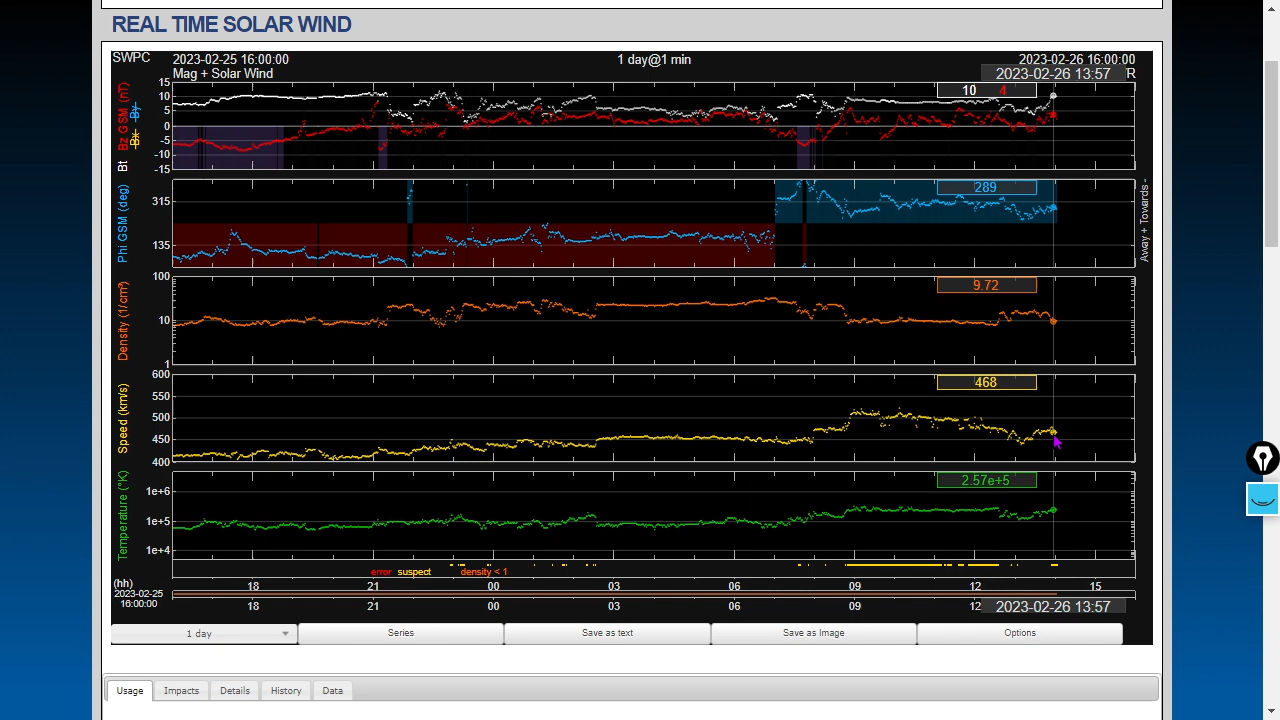 REAL TIME SOLAR WIND
SWPC 2023-02-25 16:00:00 1 day@1 min 2023-02-26 16:00:00
Mag + Solar Wind 2023-02-26 13:57 R
Bt Bx By Bz GSM (nT)
15
10
5
0
-5
-10
-15
10 4
Phi GSM (deg)
315
135
289
Away + Towards -
Density (1/cm³)
100
10
1
9.72
Speed (km/s)
600
550
500
450
400
468
Temperature (°K)
1e+6
1e+5
1e+4
2.57e+5
error suspect density < 1
(hh) 18 21 00 03 06 09 12 15
2023-02-25
16:00:00 18 21 00 03 06 09 12 2023-02-26 13:57
1 day Series Save as text Save as Image Options
Usage Impacts Details History Data